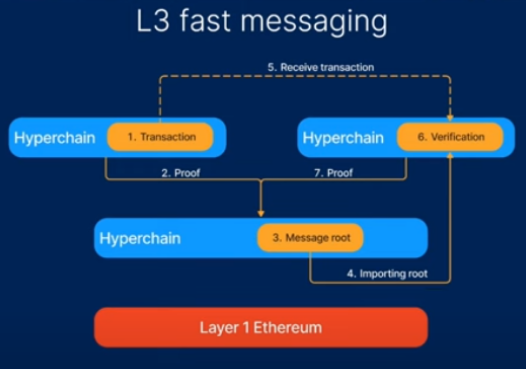 L3 fast messaging
5. Receive transaction
Hyperchain
1. Transaction
Hyperchain
6. Verification
2. Proof
7. Proof
Hyperchain
3. Message root
4. Importing root
Layer 1 Ethereum